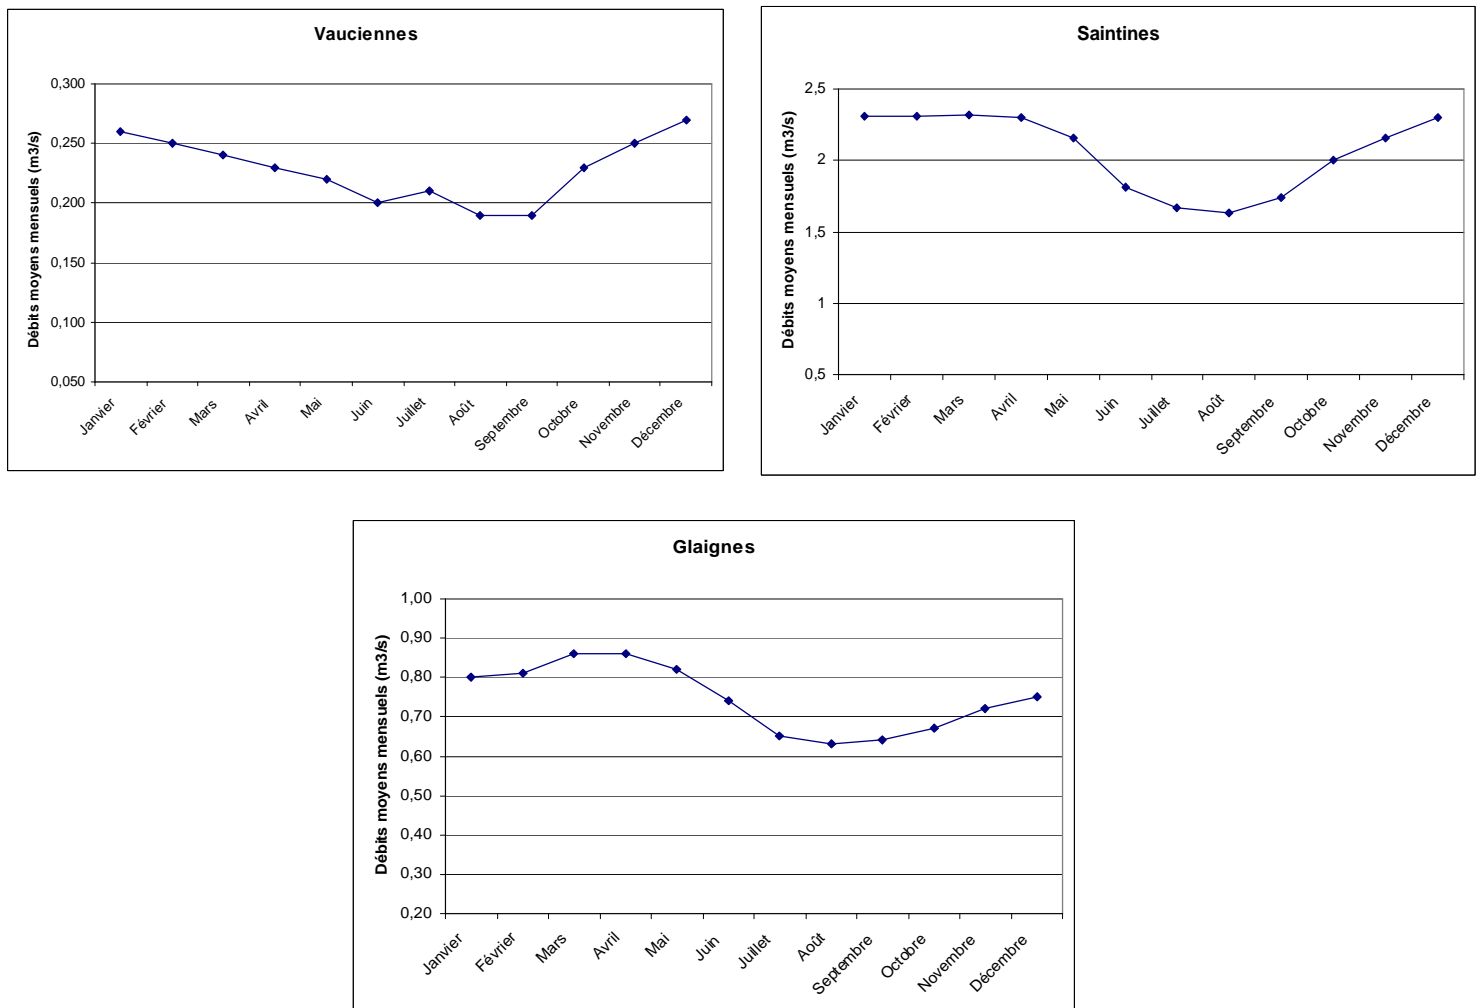 Vauciennes
Débits moyens mensuels (m3/s)
0,300
0,250
0,200
0,150
0,100
0,050
Janvier
Février
Mars
Avril
Mai
Juin
Juillet
Août
Septembre
Octobre
Novembre
Décembre
Saintines
Débits moyens mensuels (m3/s)
2,5
2
1,5
1
0,5
Janvier
Février
Mars
Avril
Mai
Juin
Juillet
Août
Septembre
Octobre
Novembre
Décembre
Glaignes
Débits moyens mensuels (m3/s)
1,00
0,90
0,80
0,70
0,60
0,50
0,40
0,30
0,20
Janvier
Février
Mars
Avril
Mai
Juin
Juillet
Août
Septembre
Octobre
Novembre
Décembre